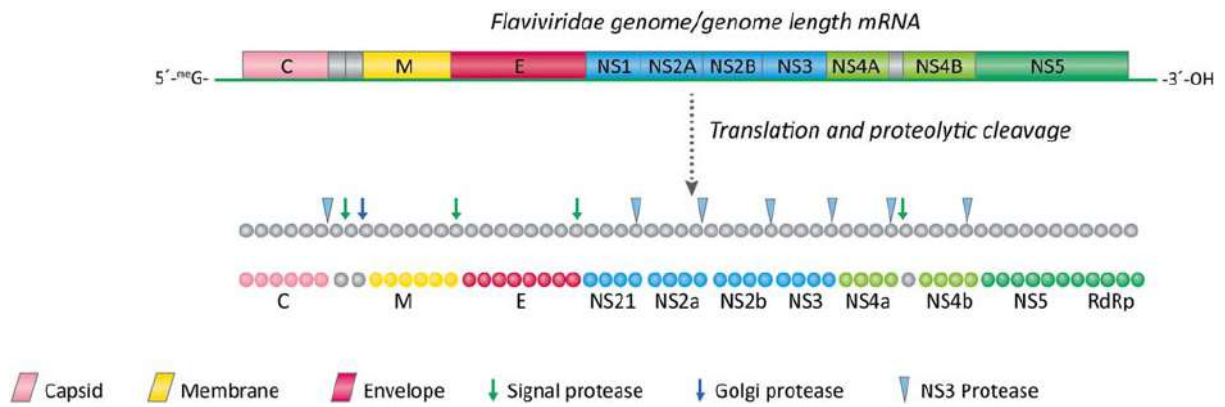 Flaviviridae genome/genome length mRNA
C M E NS1 NS2A NS2B NS3 NS4A NS4B NS5
5´-ᵐᵉG- -3´-OH
Translation and proteolytic cleavage
C M E NS21 NS2a NS2b NS3 NS4a NS4b NS5 RdRp
Capsid Membrane Envelope Signal protease Golgi protease NS3 Protease